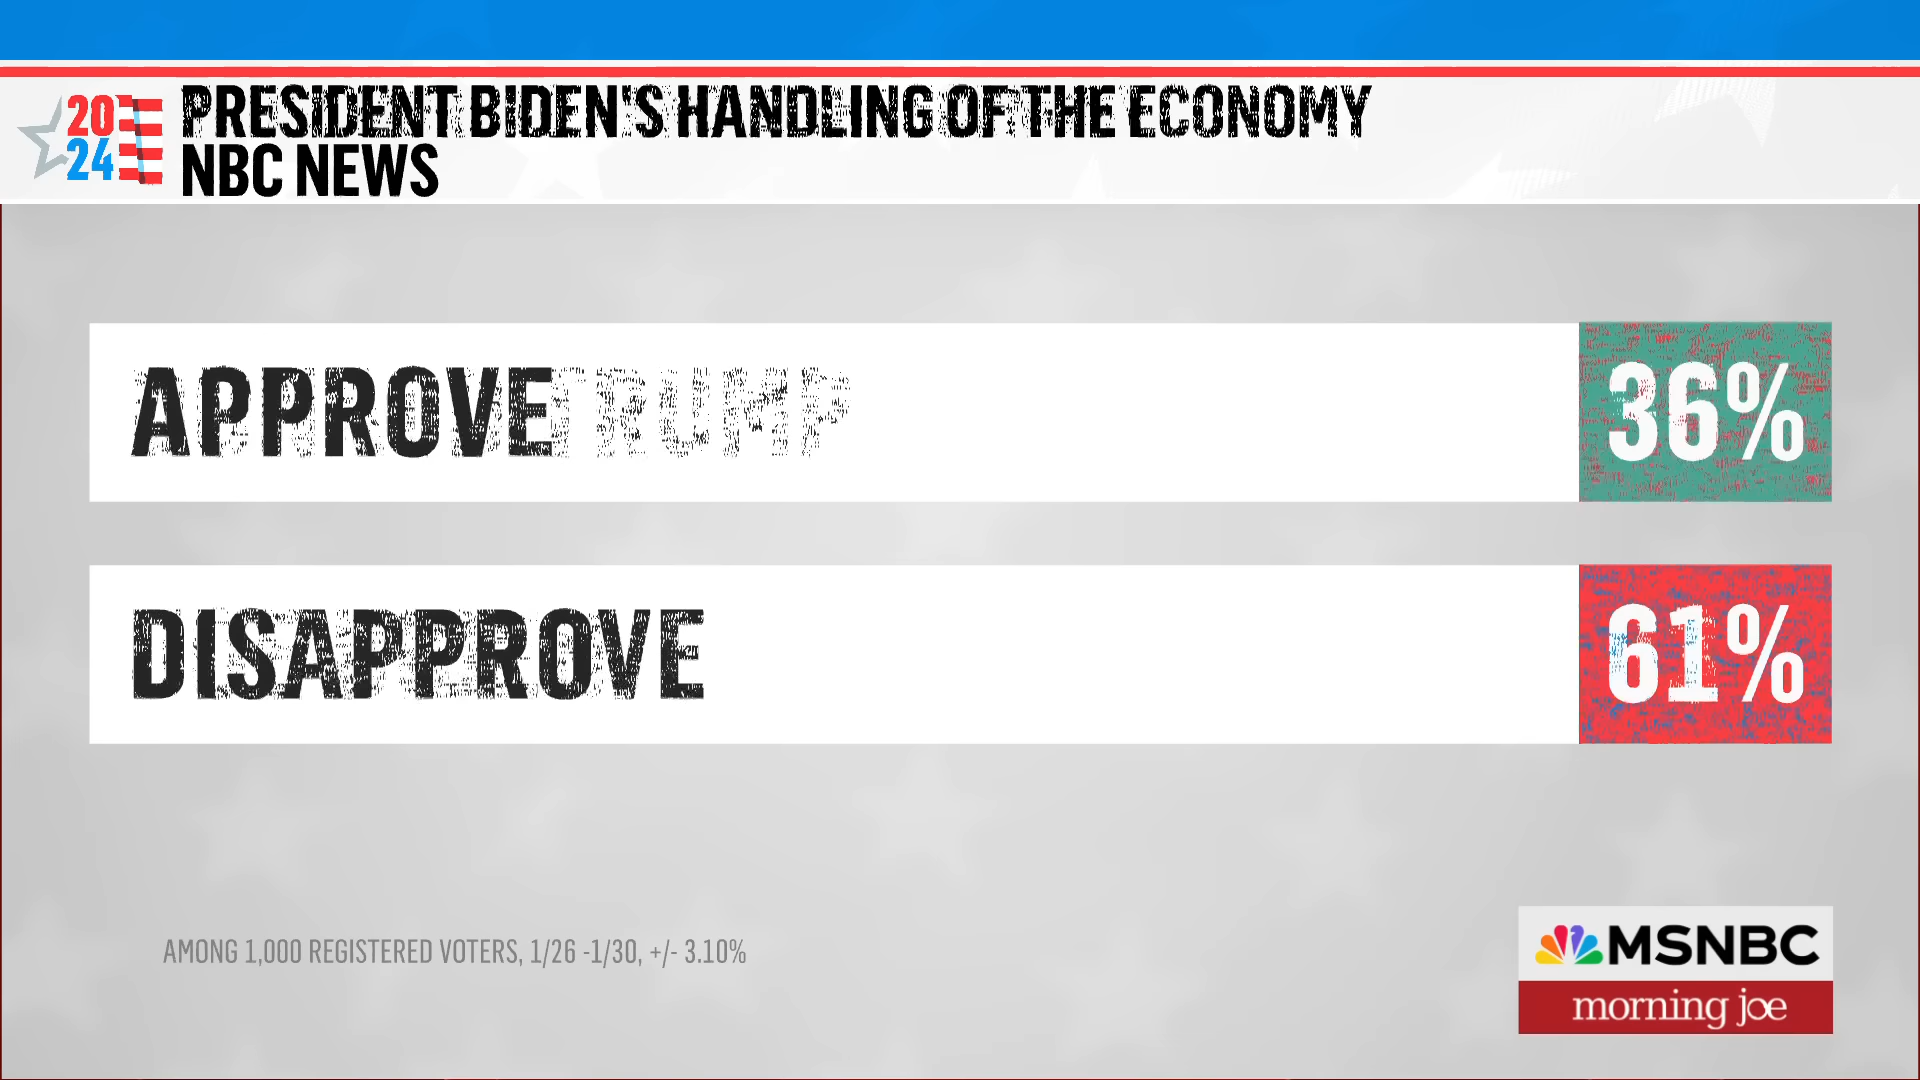 2024
PRESIDENT BIDEN'S HANDLING OF THE ECONOMY
NBC NEWS
APPROVE TRUMP 36%
DISAPPROVE 61%
AMONG 1,000 REGISTERED VOTERS, 1/26 -1/30, +/- 3.10%
MSNBC
morning joe